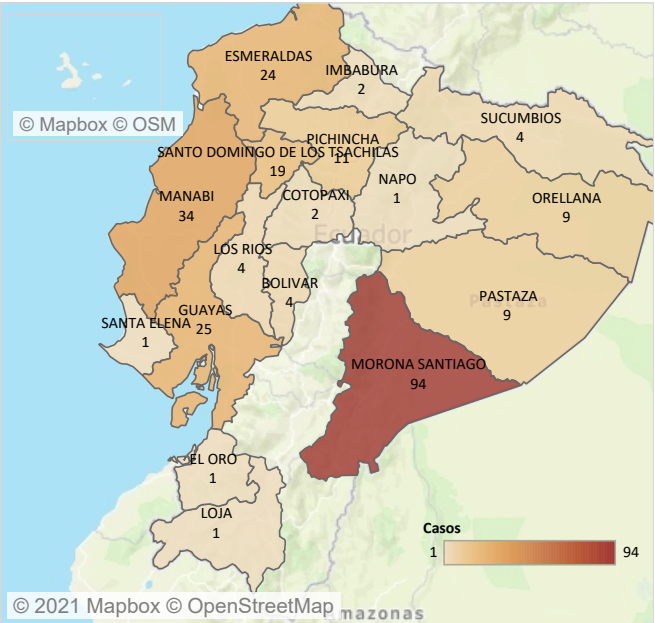 ESMERALDAS
24
IMBABURA
2
© Mapbox © OSM
SUCUMBIOS
4
PICHINCHA
11
SANTO DOMINGO DE LOS TSACHILAS
19
NAPO
1
MANABI
34
COTOPAXI
2
ORELLANA
9
Ecuador
LOS RIOS
4
BOLIVAR
4
PASTAZA
9
Pastaza
GUAYAS
25
SANTA ELENA
1
MORONA SANTIAGO
94
EL ORO
1
LOJA
1
Casos
1 94
© 2021 Mapbox © OpenStreetMap
Amazonas